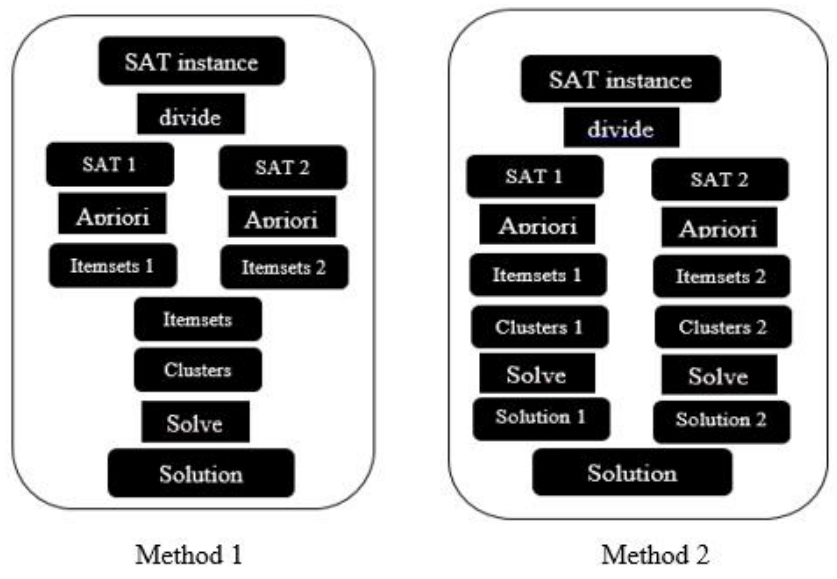 SAT instance
divide
SAT 1
SAT 2
Apriori
Apriori
Itemsets 1
Itemsets 2
Itemsets
Clusters
Solve
Solution
Method 1
SAT instance
divide
SAT 1
SAT 2
Apriori
Apriori
Itemsets 1
Itemsets 2
Clusters 1
Clusters 2
Solve
Solve
Solution 1
Solution 2
Solution
Method 2